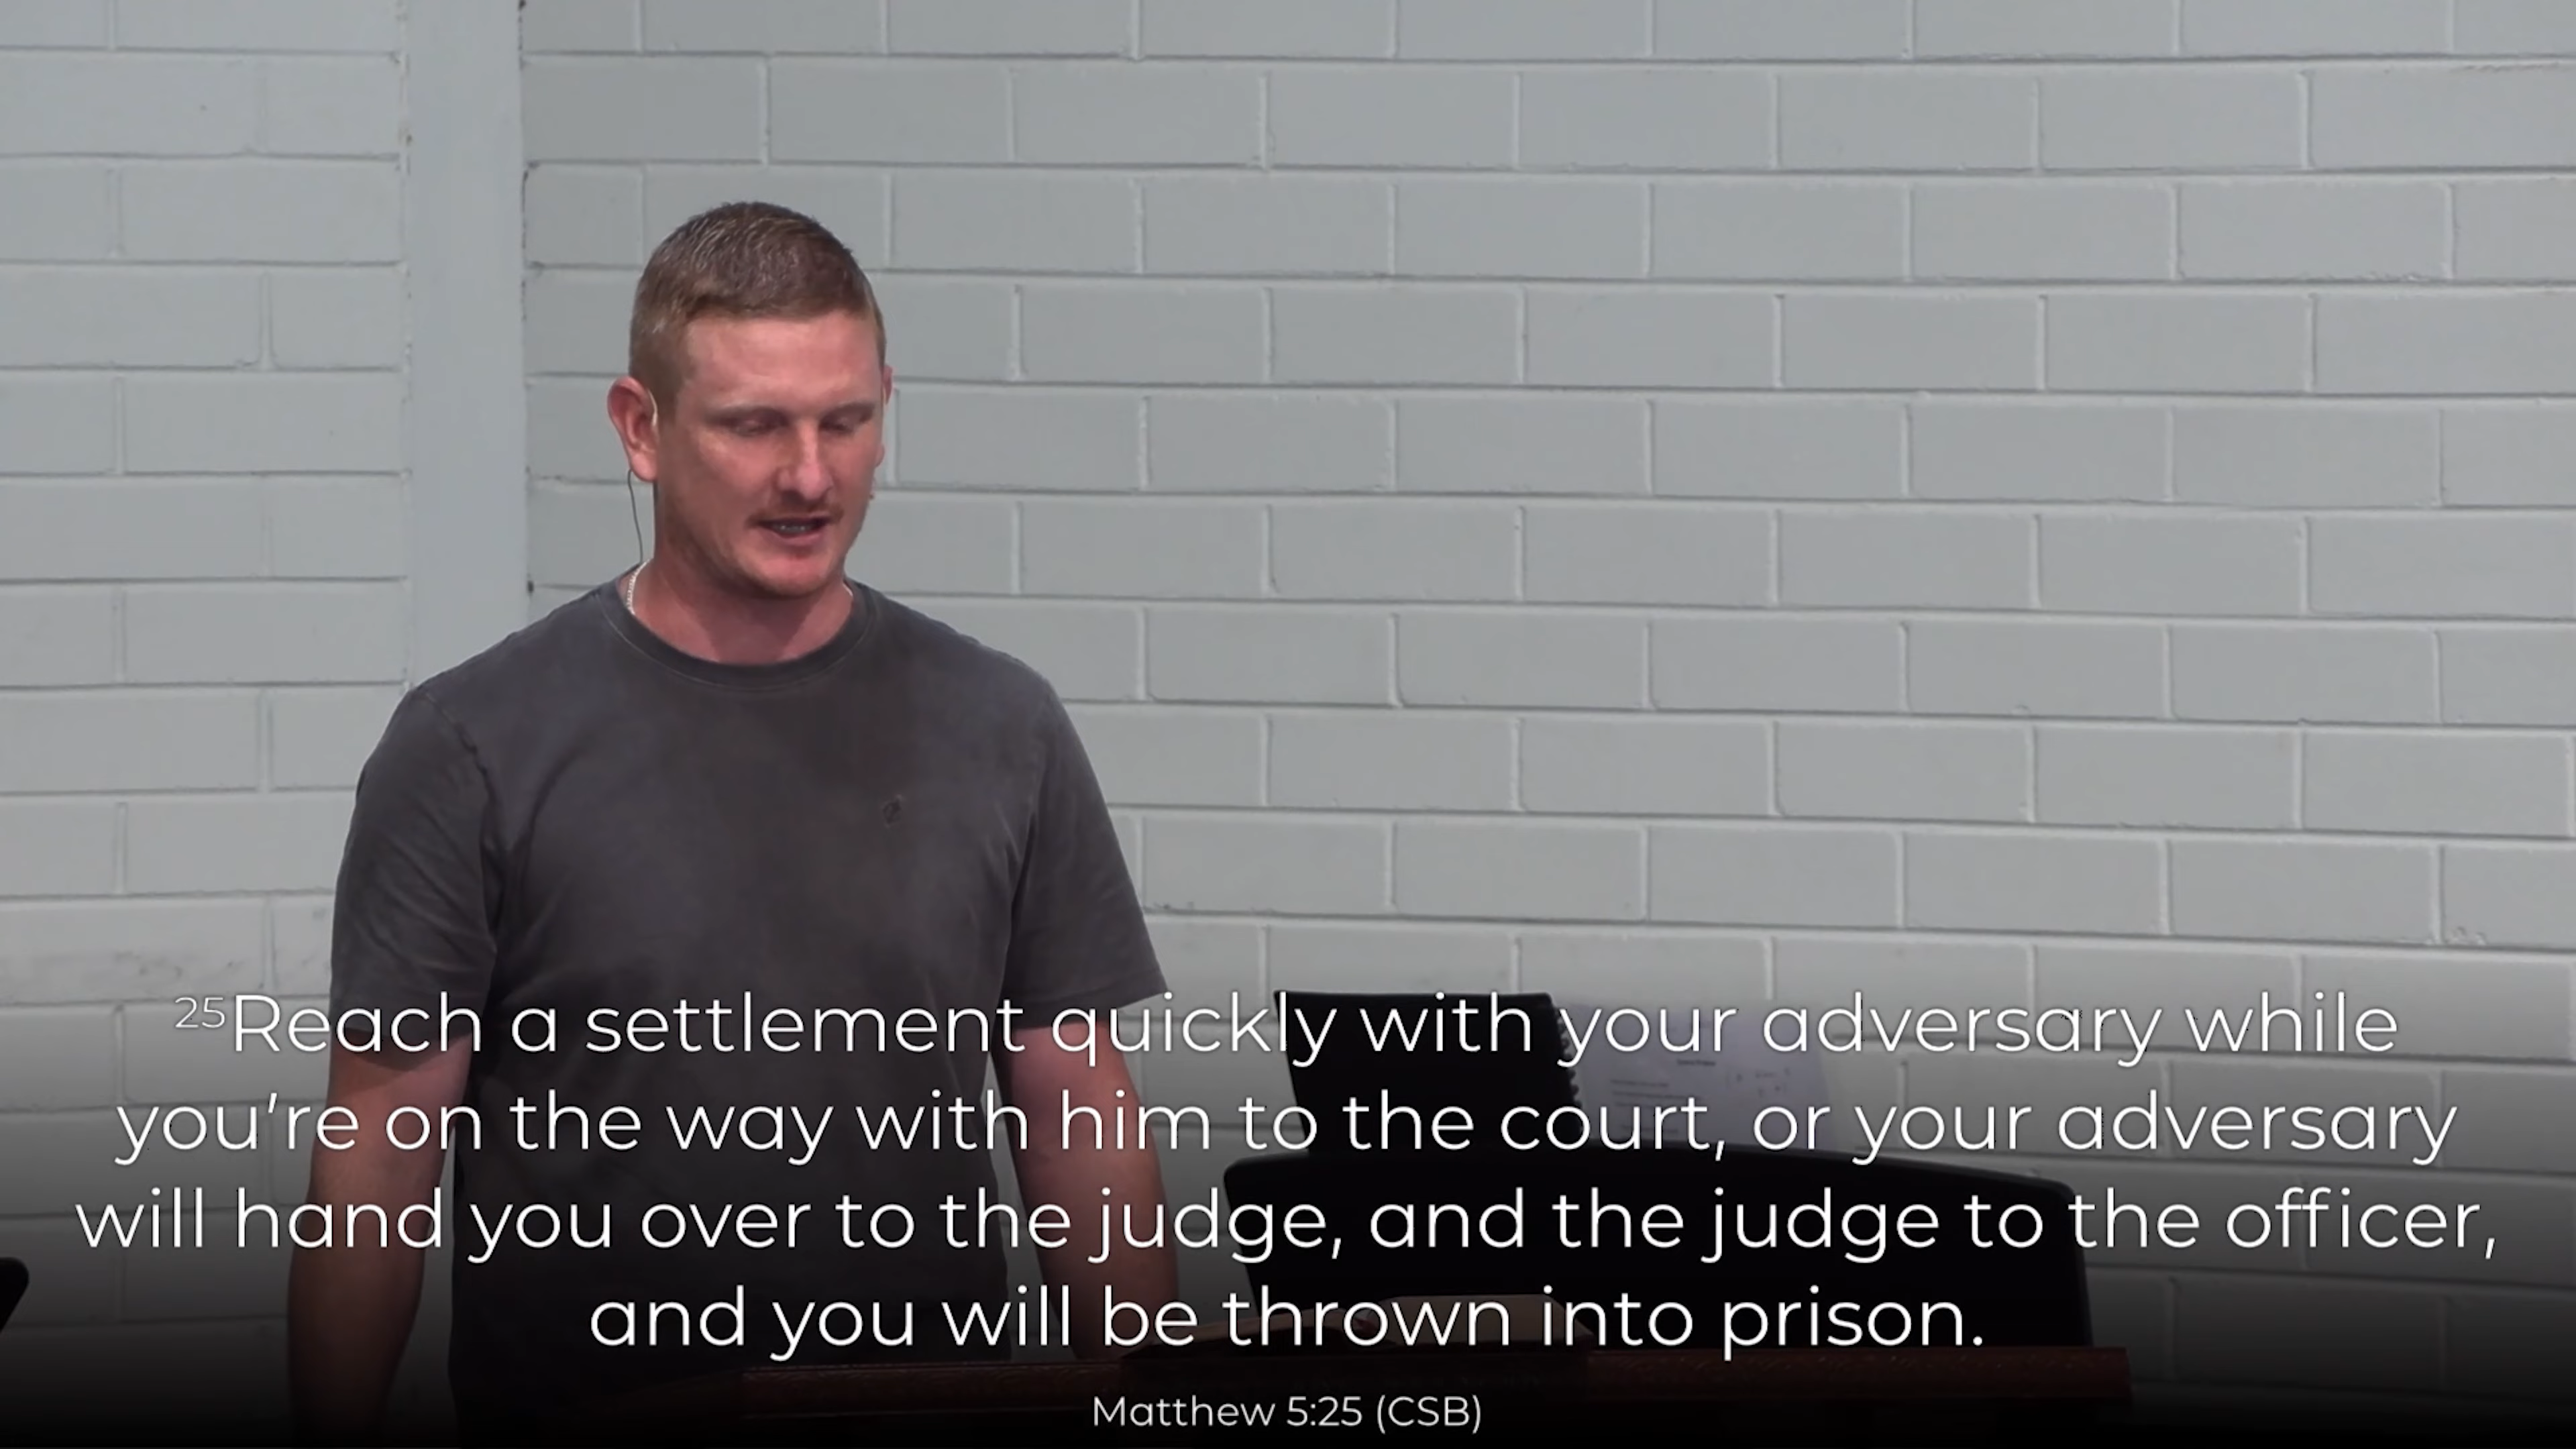 25Reach a settlement quickly with your adversary while
you're on the way with him to the court, or your adversary
will hand you over to the judge, and the judge to the officer,
and you will be thrown into prison.
Matthew 5:25 (CSB)